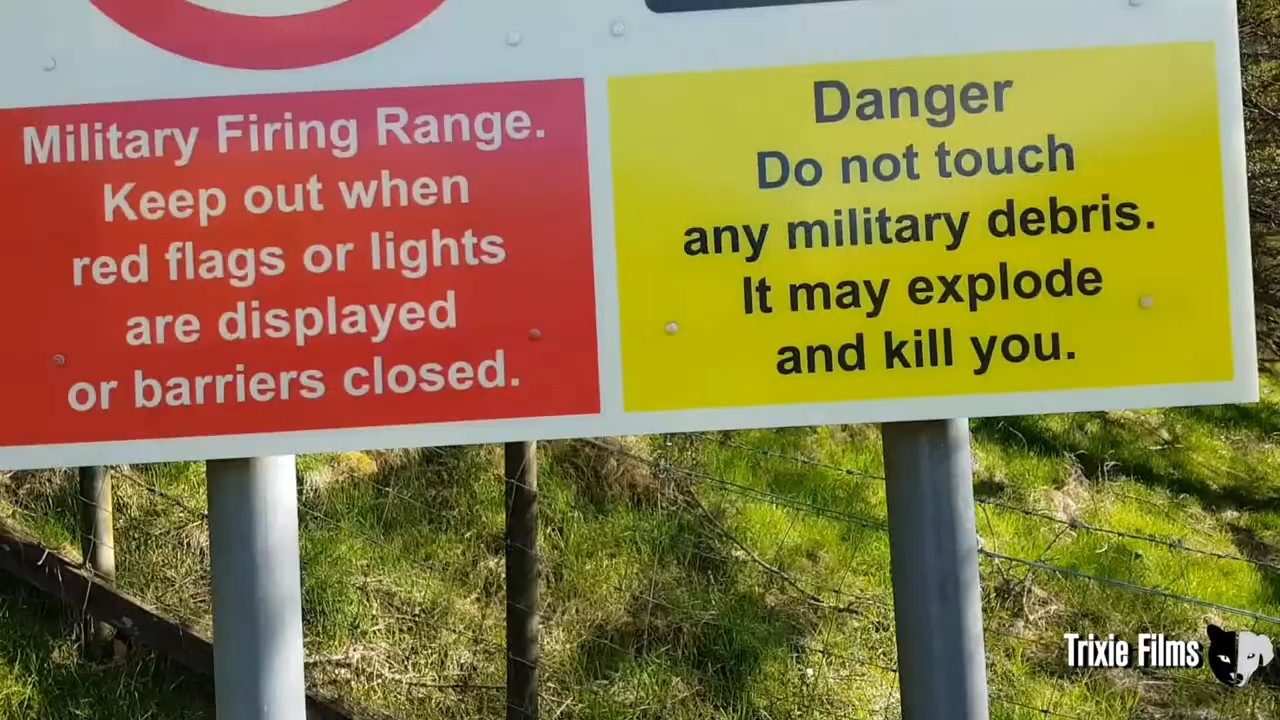 Military Firing Range.
Keep out when
red flags or lights
are displayed
or barriers closed.
Danger
Do not touch
any military debris.
It may explode
and kill you.
Trixie Films